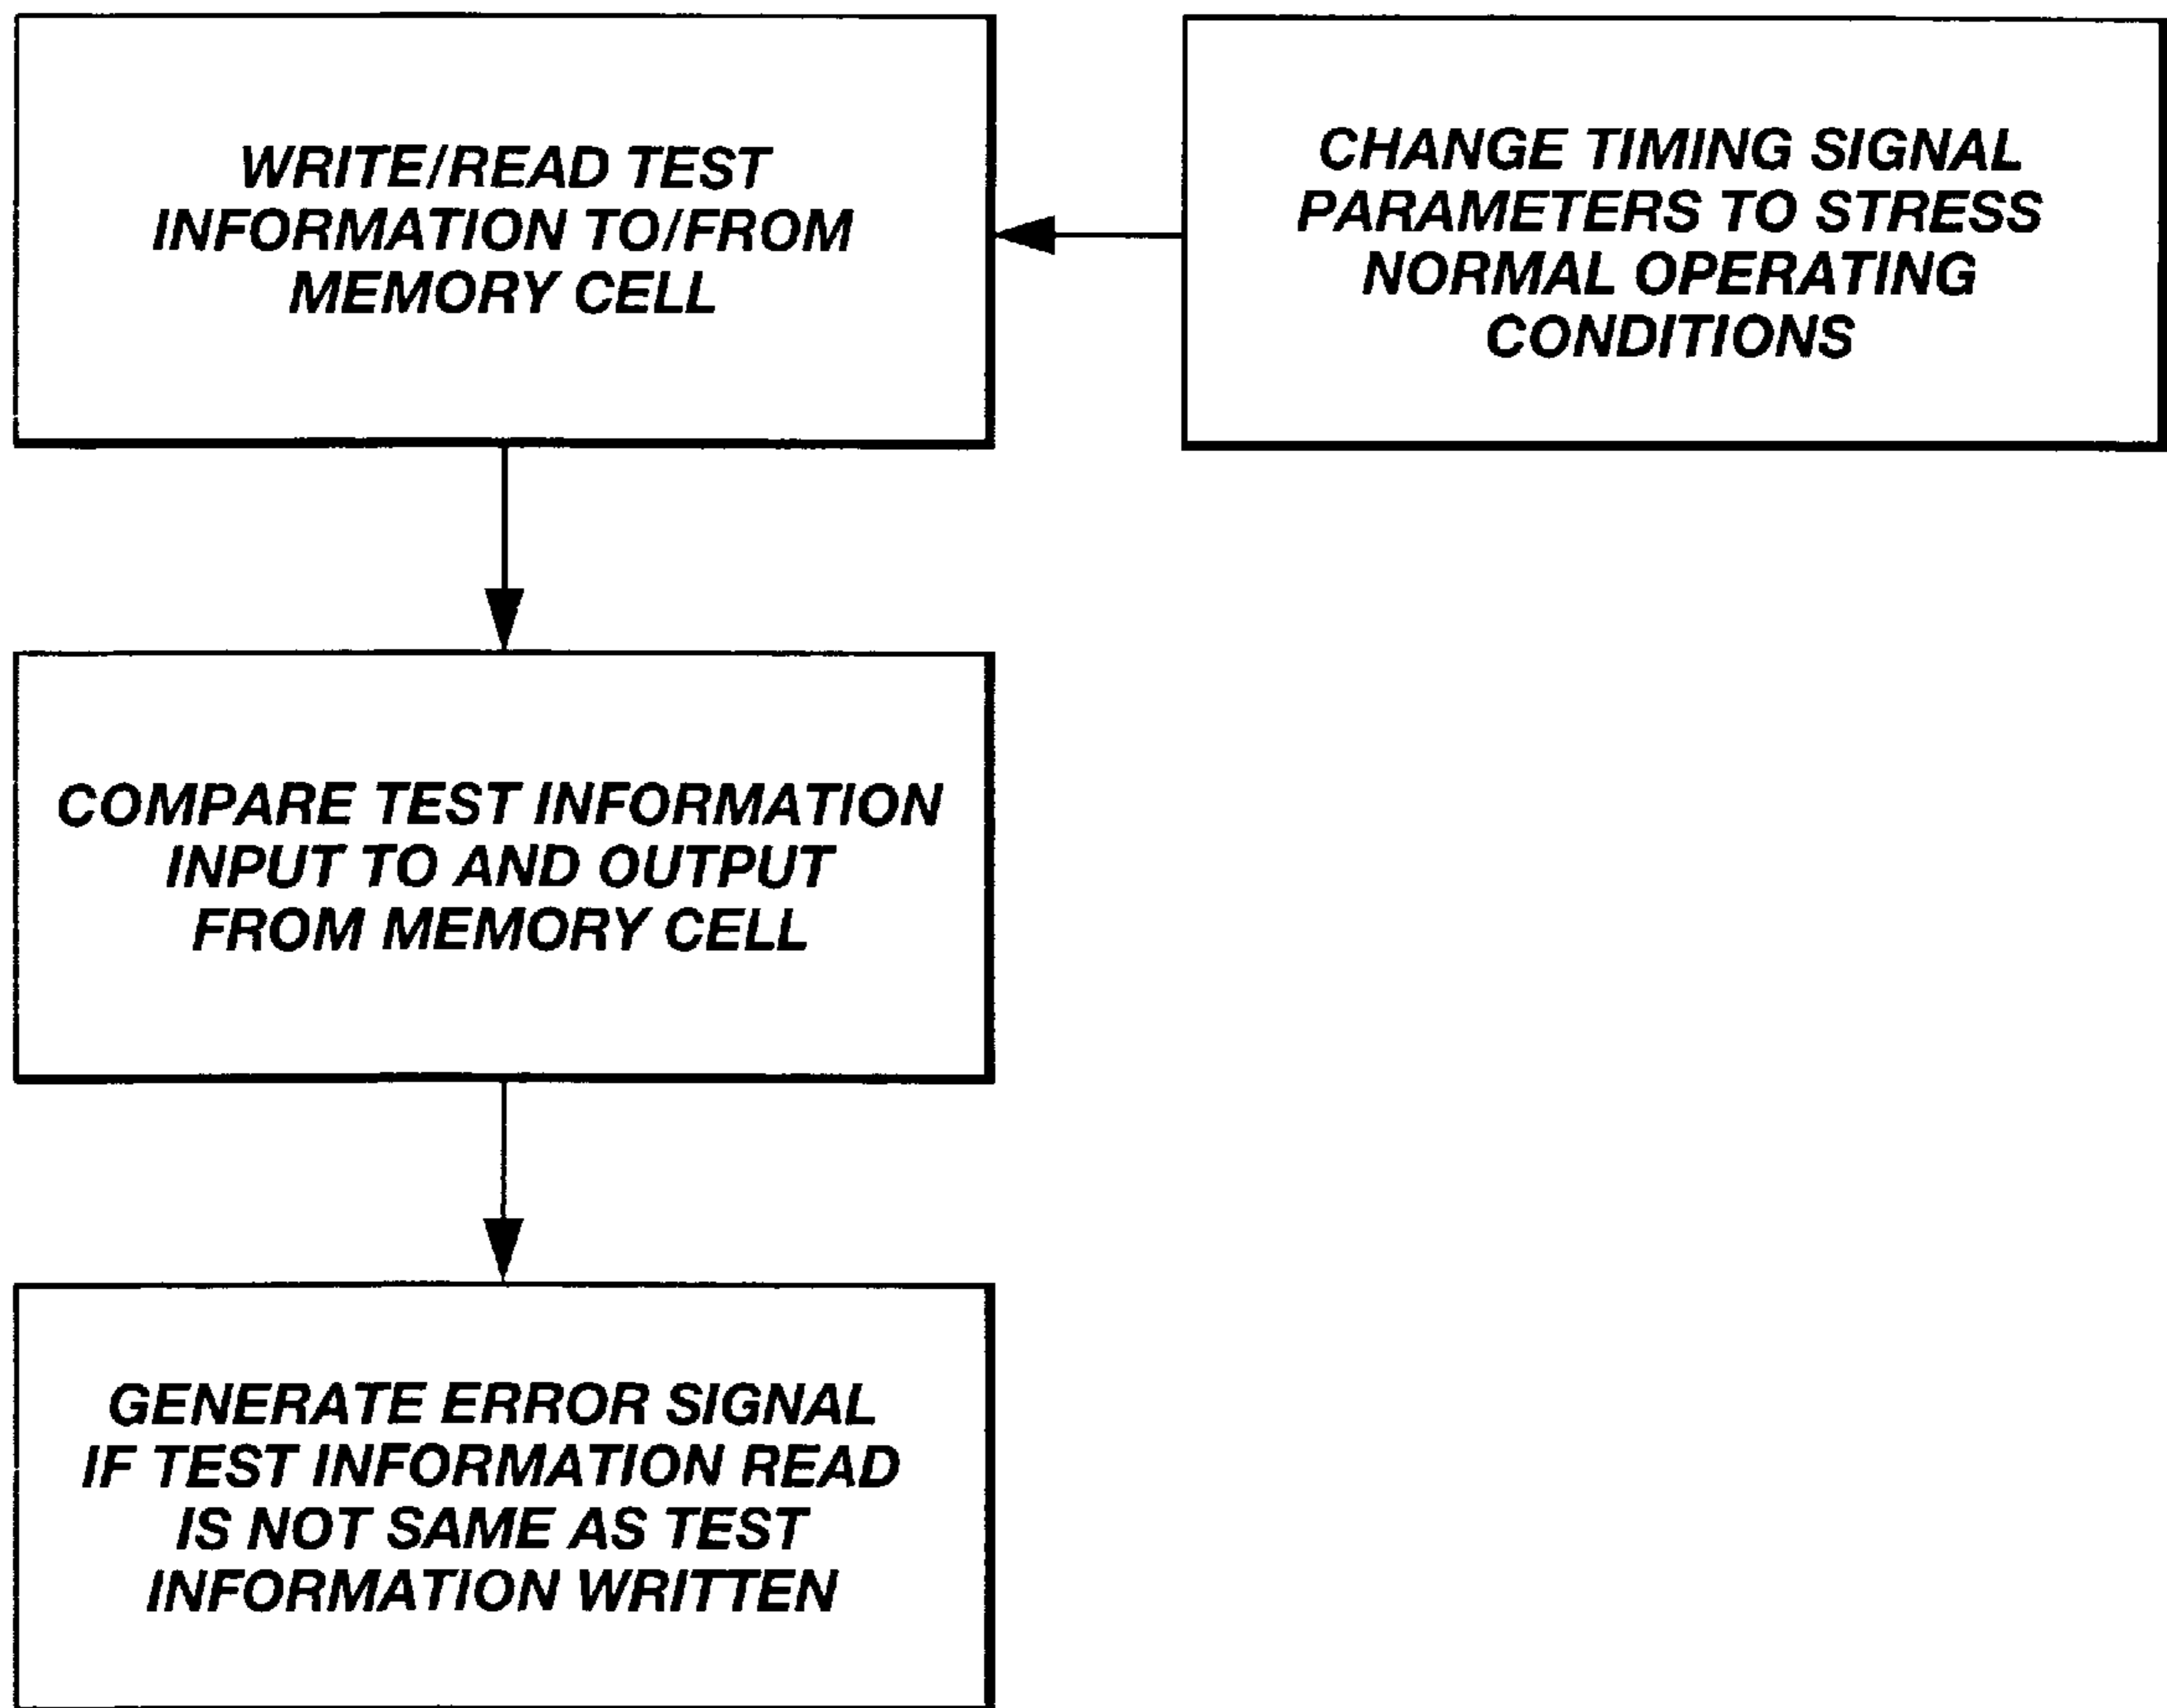 WRITE/READ TEST
INFORMATION TO/FROM
MEMORY CELL
CHANGE TIMING SIGNAL
PARAMETERS TO STRESS
NORMAL OPERATING
CONDITIONS
COMPARE TEST INFORMATION
INPUT TO AND OUTPUT
FROM MEMORY CELL
GENERATE ERROR SIGNAL
IF TEST INFORMATION READ
IS NOT SAME AS TEST
INFORMATION WRITTEN